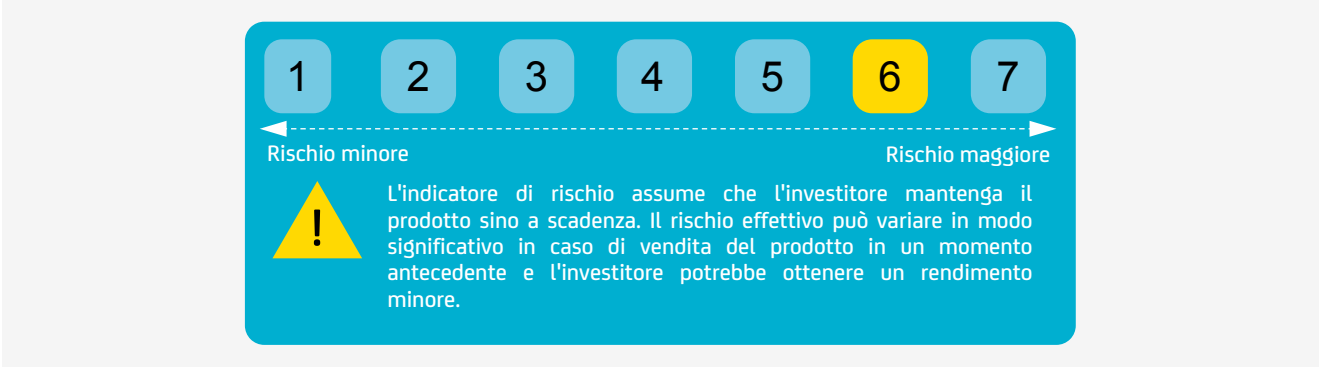 1 2 3 4 5 6 7
Rischio minore Rischio maggiore
!
L'indicatore di rischio assume che l'investitore mantenga il
prodotto sino a scadenza. Il rischio effettivo può variare in modo
significativo in caso di vendita del prodotto in un momento
antecedente e l'investitore potrebbe ottenere un rendimento
minore.